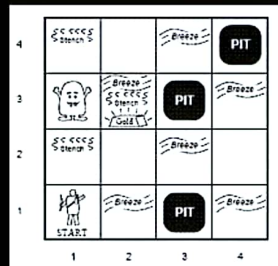 4 Stench Breeze PIT
3 Breeze PIT Breeze
Stench
Gold
2 Stench Breeze
1 Breeze PIT Breeze
START
1 2 3 4